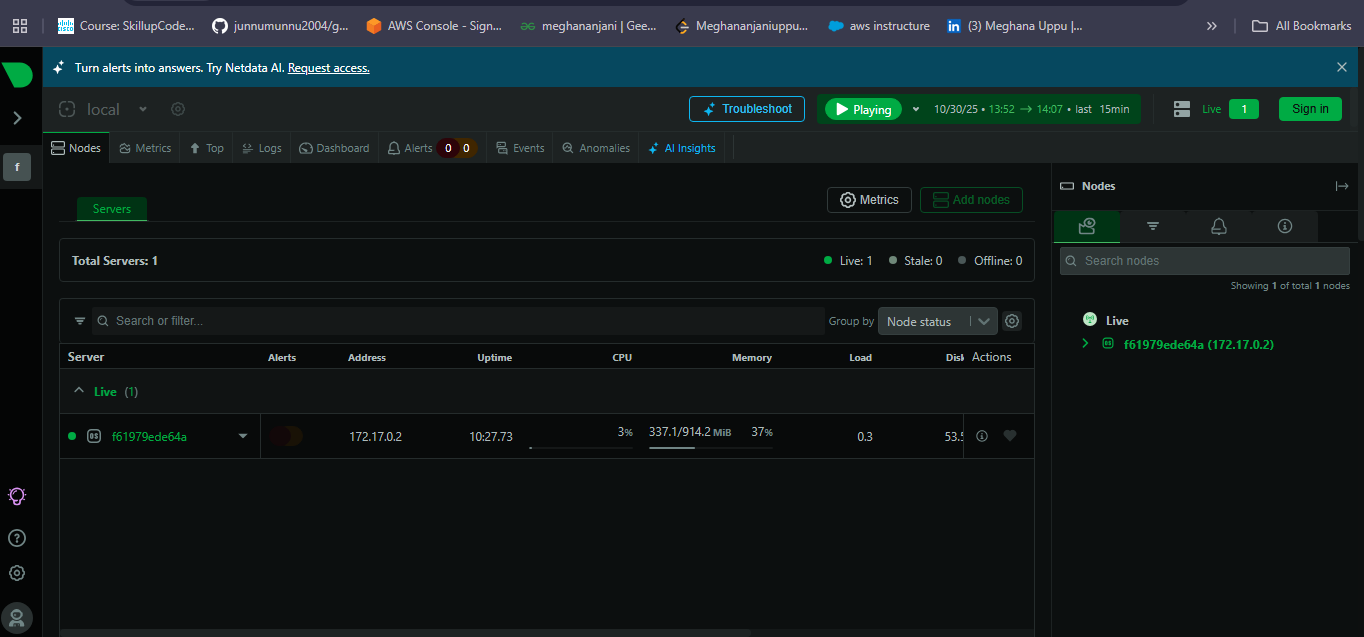 Course: SkillupCode...
junnumunnu2004/g...
AWS Console - Sign...
meghananjani | Gee...
Meghananjaniuppu...
aws instructure
(3) Meghana Uppu |...
»
All Bookmarks
Turn alerts into answers. Try Netdata AI. Request access.
local
Troubleshoot
Playing
10/30/25 • 13:52 → 14:07 • last 15min
Live
1
Sign in
Nodes
Metrics
Top
Logs
Dashboard
Alerts 0 0
Events
Anomalies
AI Insights
f
Servers
Metrics
Add nodes
Total Servers: 1
Live: 1
Stale: 0
Offline: 0
Search or filter...
Group by
Node status
Server Alerts Address Uptime CPU Memory Load Disk Actions
Live (1)
f61979ede64a 172.17.0.2 10:27.73 3% 337.1/914.2 MiB 37% 0.3 53.5
Nodes
Search nodes
Showing 1 of total 1 nodes
Live
f61979ede64a (172.17.0.2)